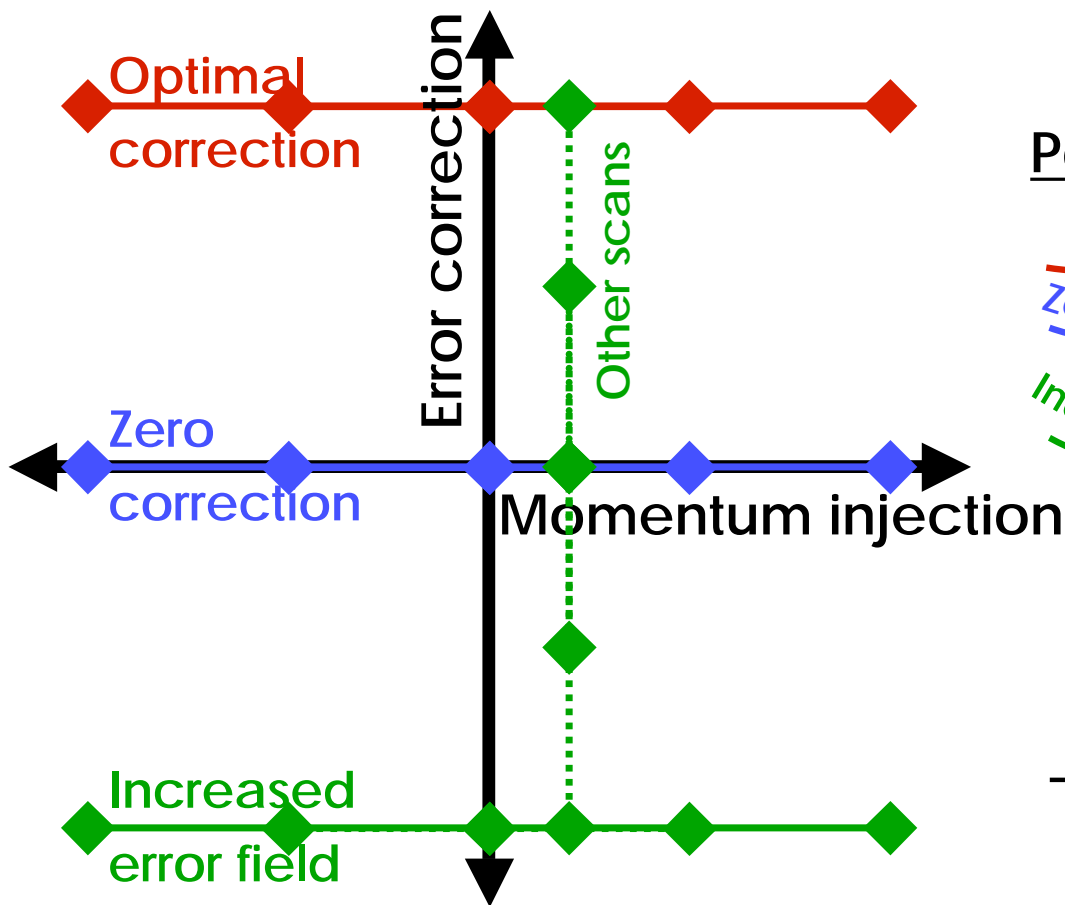 Optimal
correction
Error correction
Other scans
Zero
correction
Momentum injection
Increased
error field